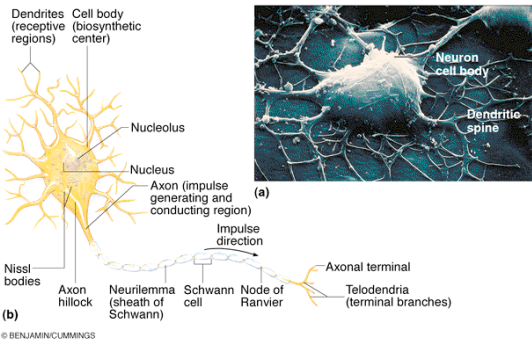 Dendrites
(receptive
regions)
Cell body
(biosynthetic
center)
Neuron
cell body
Dendritic
spine
(a)
Nucleolus
Nucleus
Axon (impulse
generating and
conducting region)
Impulse
direction
Nissl
bodies
Axon
hillock
Neurilemma
(sheath of
Schwann)
Schwann
cell
Node of
Ranvier
Axonal terminal
Telodendria
(terminal branches)
(b)
© BENJAMIN/CUMMINGS